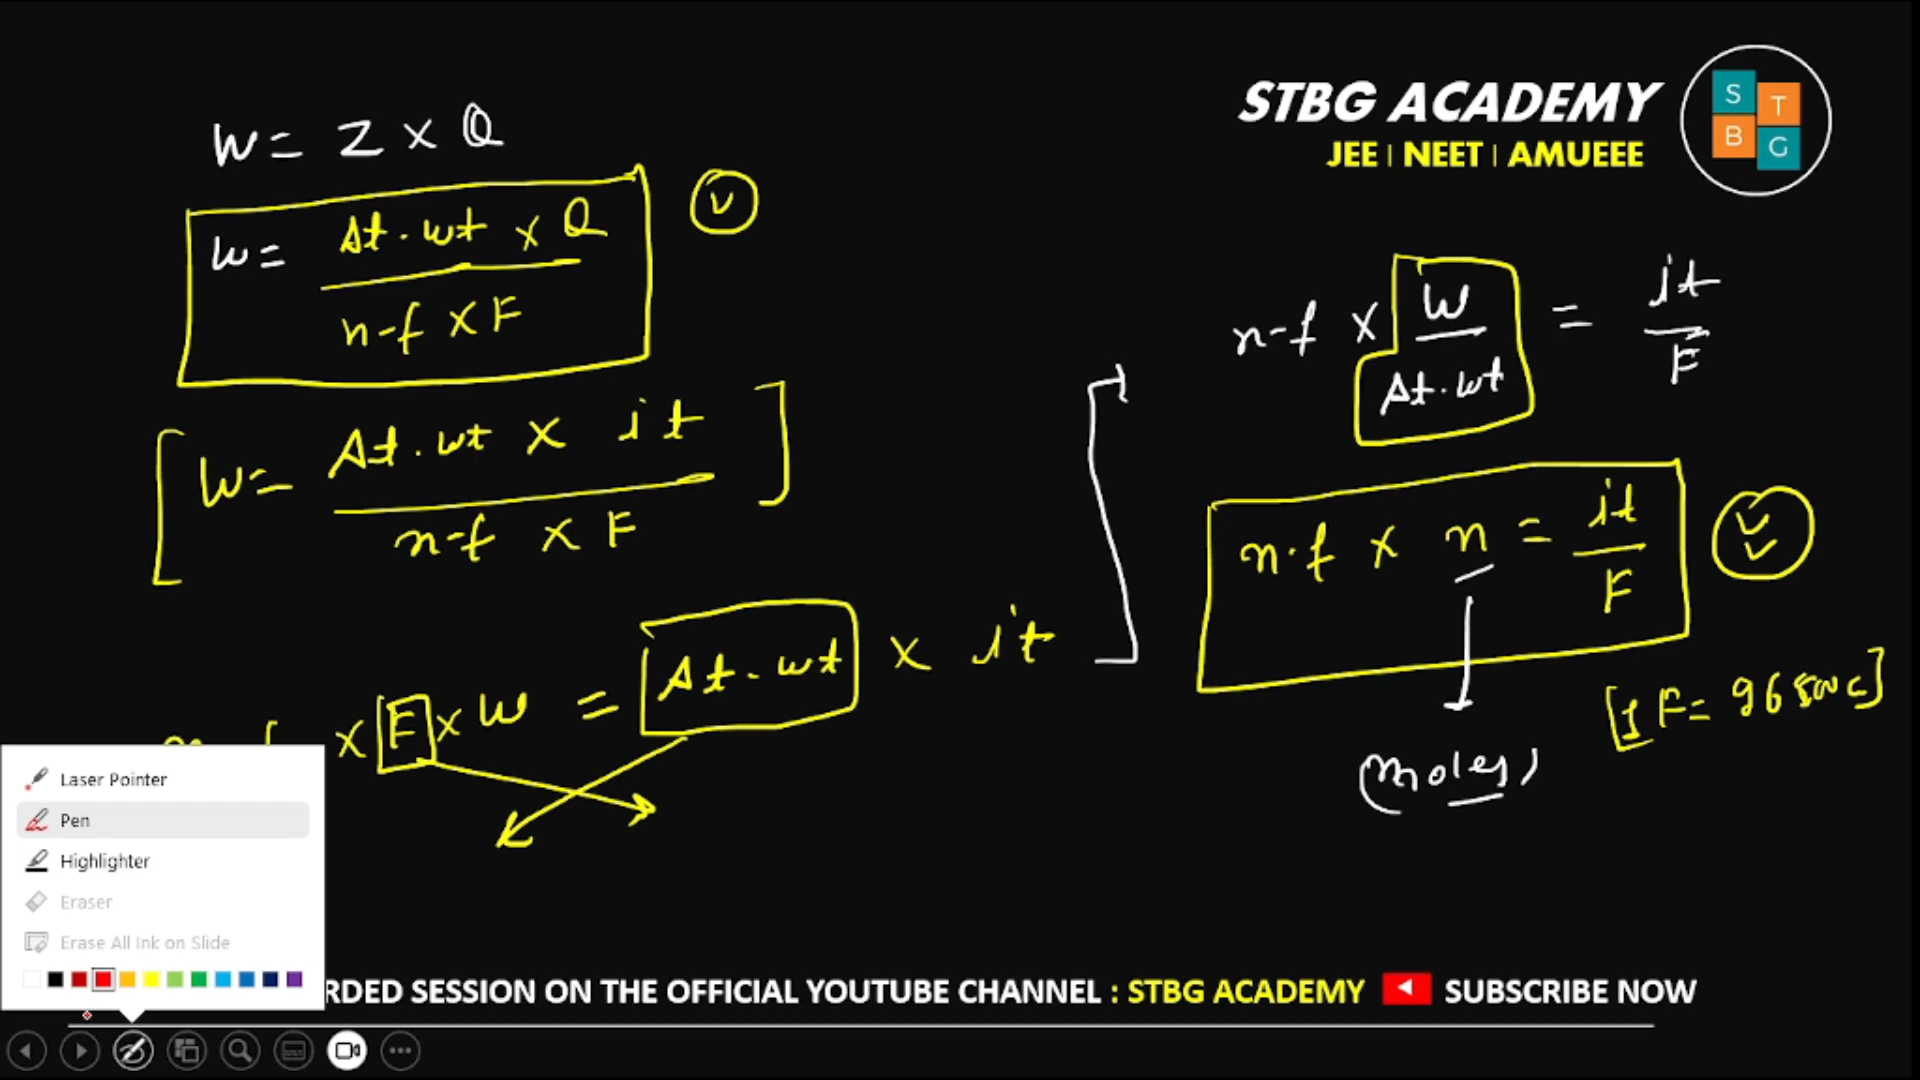 STBG ACADEMY
JEE | NEET | AMUEEE
S T
B G
W = Z × Q
W = At. wt × Q / n-f × F
[ W = At. wt × it / n-f × F ]
× F × W = At. wt × it
n-f × W / At. wt = it / F
n.f × n = it / F
(moles)
[1 F = 96500 C]
Laser Pointer
Pen
Highlighter
Eraser
Erase All Ink on Slide
RDED SESSION ON THE OFFICIAL YOUTUBE CHANNEL : STBG ACADEMY SUBSCRIBE NOW